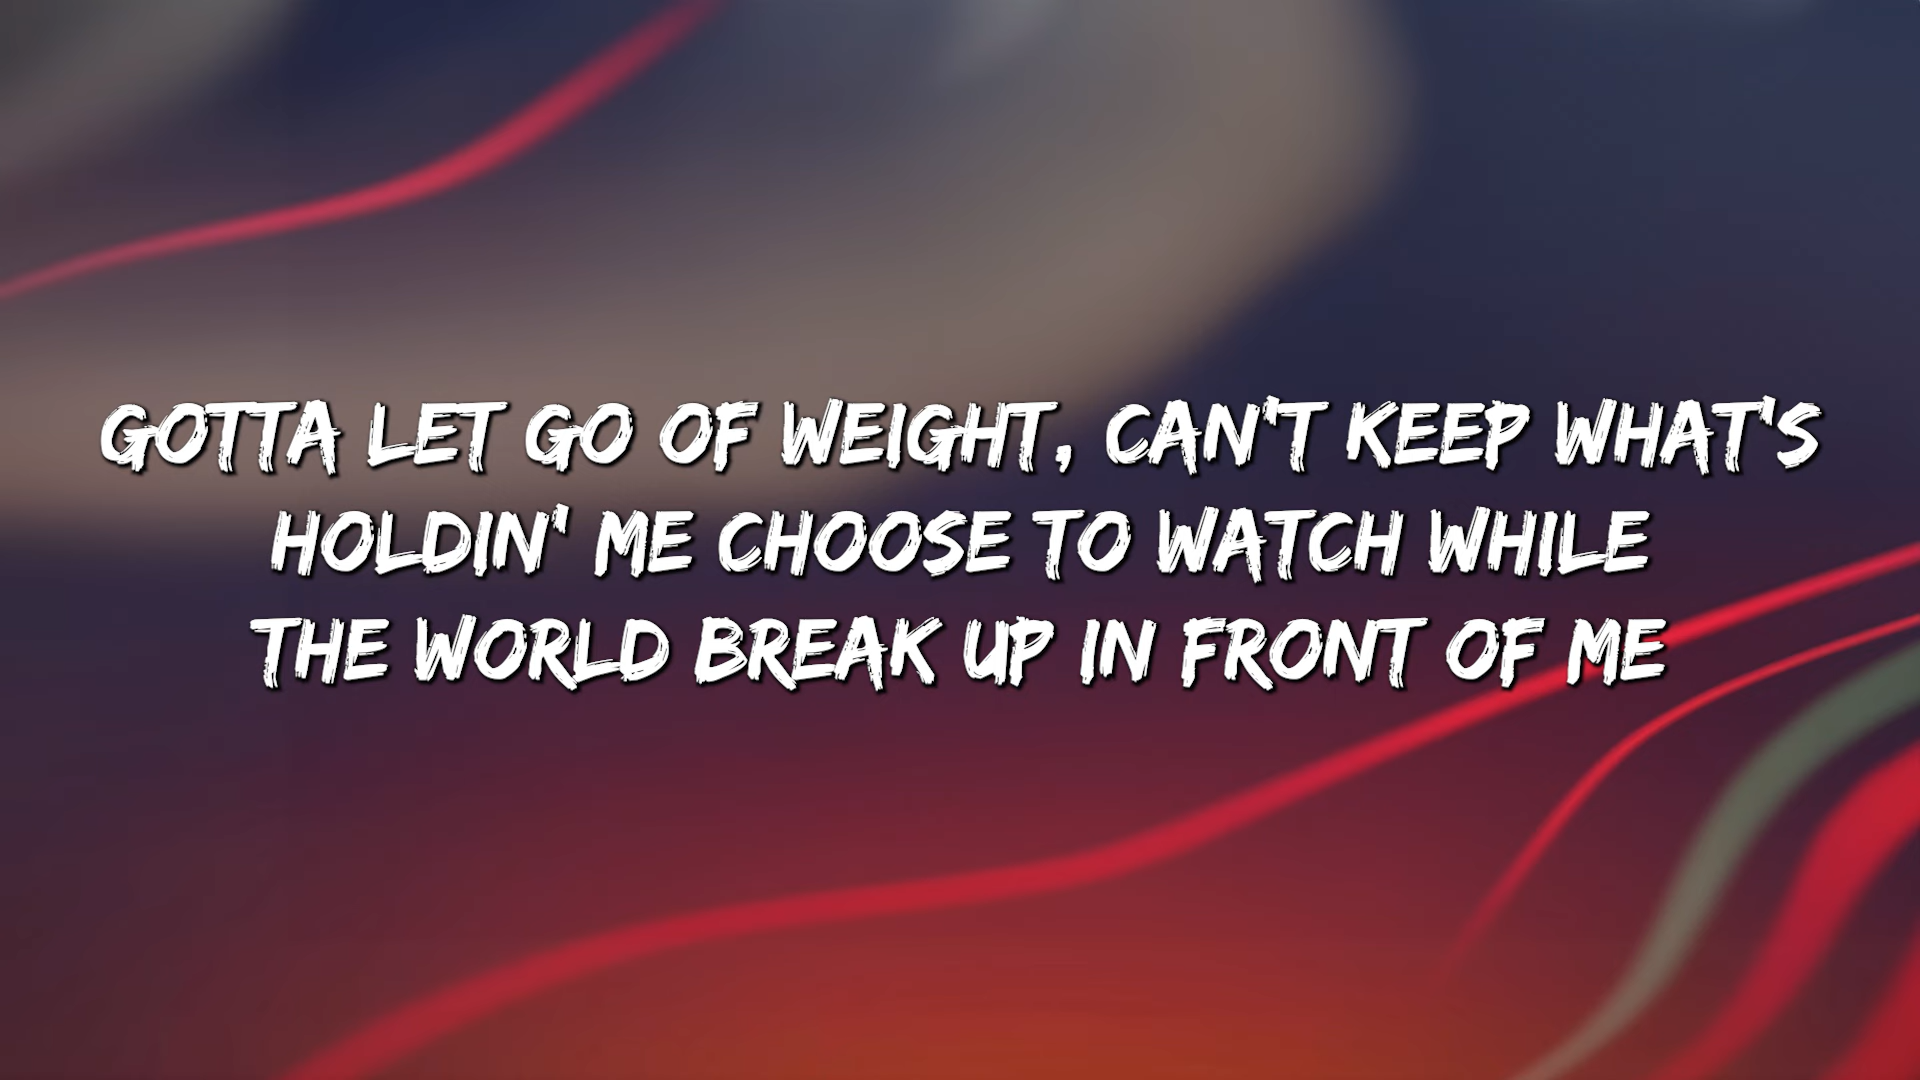 GOTTA LET GO OF WEIGHT, CAN'T KEEP WHAT'S
HOLDIN' ME CHOOSE TO WATCH WHILE
THE WORLD BREAK UP IN FRONT OF ME